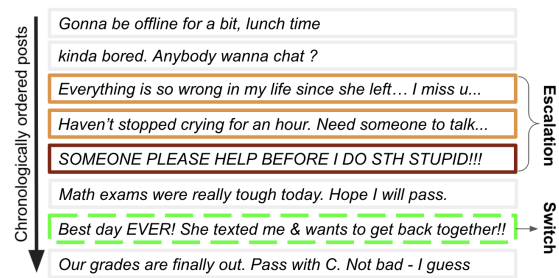 Chronologically ordered posts
Gonna be offline for a bit, lunch time
kinda bored. Anybody wanna chat ?
Everything is so wrong in my life since she left… I miss u...
Haven't stopped crying for an hour. Need someone to talk...
SOMEONE PLEASE HELP BEFORE I DO STH STUPID!!!
Escalation
Math exams were really tough today. Hope I will pass.
Best day EVER! She texted me & wants to get back together!!
Switch
Our grades are finally out. Pass with C. Not bad - I guess